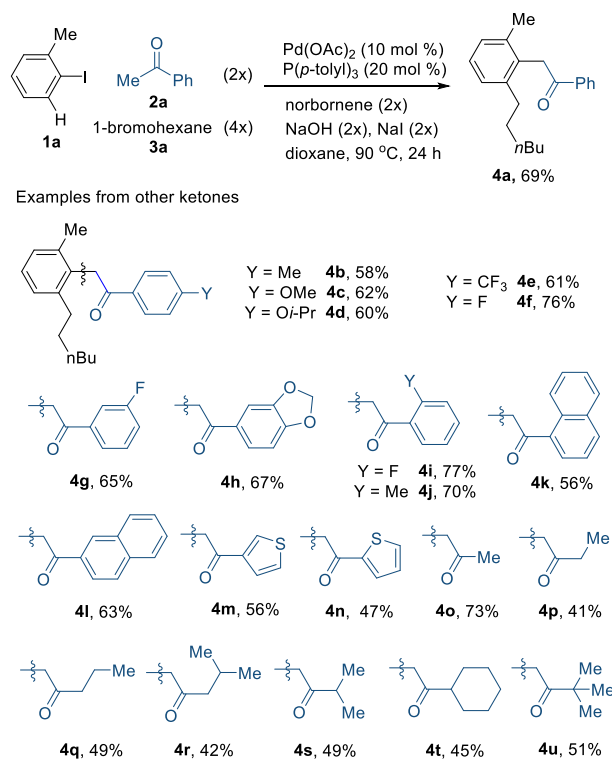 Me
I
H
1a
O
Me Ph
2a
(2x)
1-bromohexane (4x)
3a
Pd(OAc)2 (10 mol %)
P(p-tolyl)3 (20 mol %)
norbornene (2x)
NaOH (2x), NaI (2x)
dioxane, 90 oC, 24 h
Me
Ph
O
nBu
4a, 69%
Examples from other ketones
Me
O
Y
nBu
Y = Me 4b, 58%
Y = OMe 4c, 62%
Y = Oi-Pr 4d, 60%
Y = CF3 4e, 61%
Y = F 4f, 76%
F
O
4g, 65%
O
O
O
4h, 67%
Y
O
Y = F 4i, 77%
Y = Me 4j, 70%
O
4k, 56%
O
4l, 63%
S
O
4m, 56%
S
O
4n, 47%
Me
O
4o, 73%
CH3
O
4p, 41%
Me
O
4q, 49%
Me
Me
O
4r, 42%
Me
O
Me
4s, 49%
O
4t, 45%
Me
Me
O
Me
4u, 51%